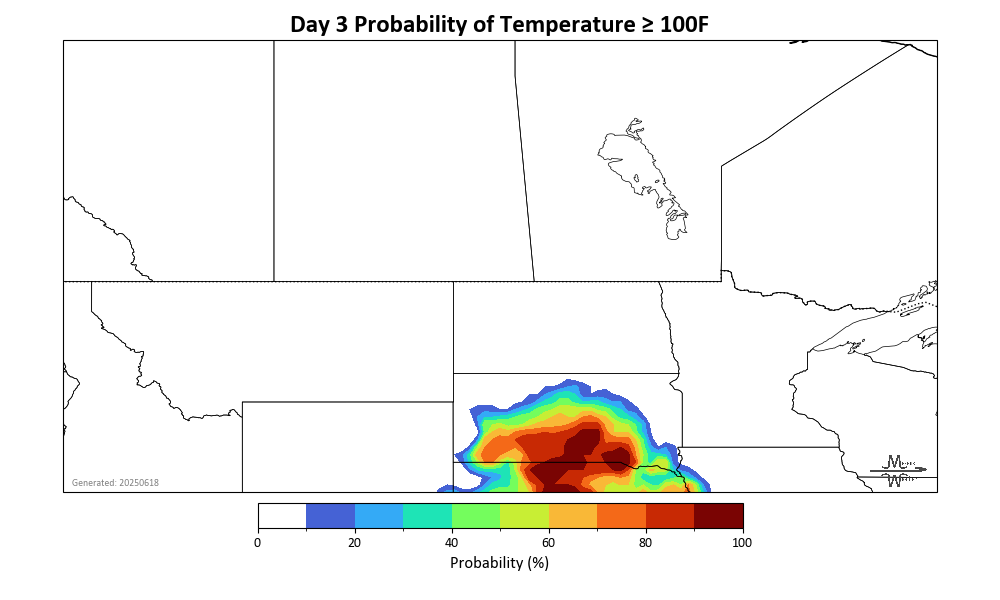 Day 3 Probability of Temperature ≥ 100F
Generated: 20250618
0 20 40 60 80 100
Probability (%)